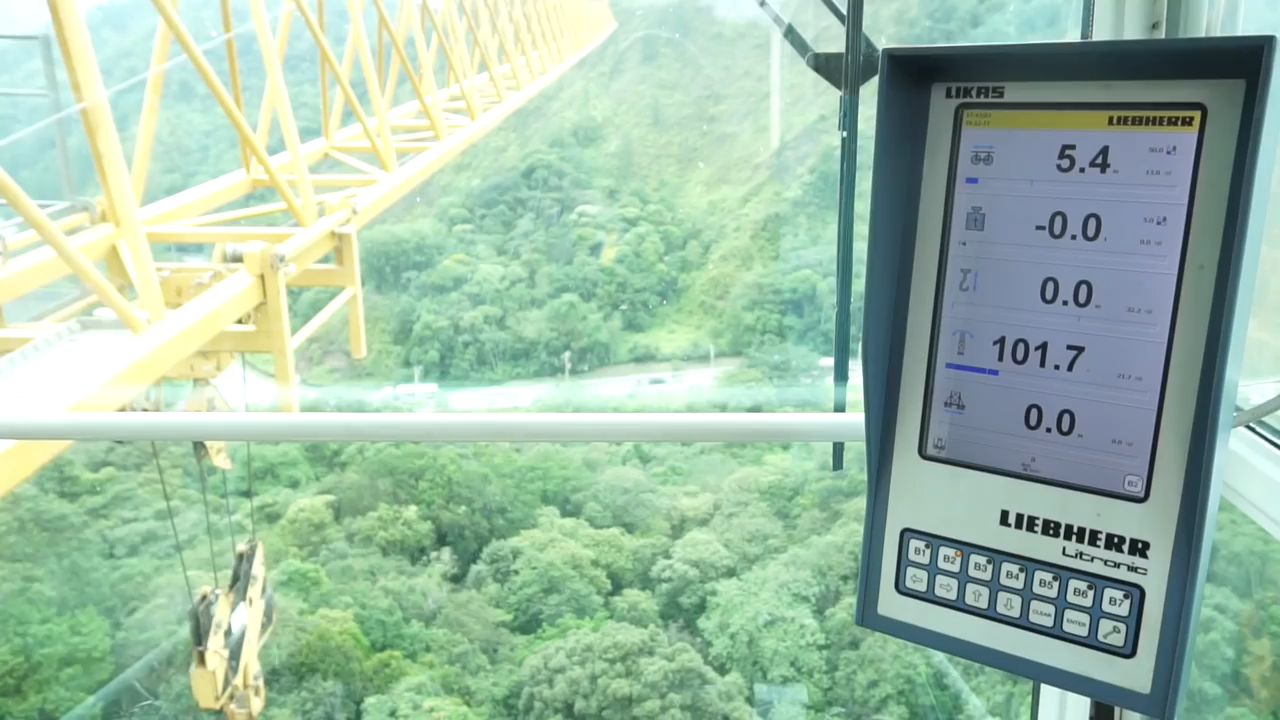 LIKAS
LIEBHERR
5.4 m
-0.0 t
0.0 m
101.7
0.0 m
B2
LIEBHERR
Litronic
B1 B2 B3 B4 B5 B6 B7
CLEAR ENTER